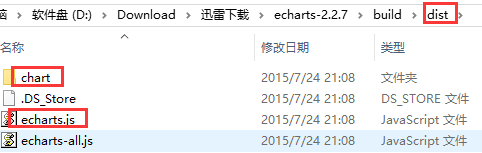 脑 › 软件盘 (D:) › Download › 迅雷下载 › echarts-2.2.7 › build › dist ›
名称 修改日期 类型
chart 2015/7/24 21:08 文件夹
.DS_Store 2015/7/24 21:08 DS_STORE 文件
echarts.js 2015/7/24 21:08 JavaScript 文件
echarts-all.js 2015/7/24 21:08 JavaScript 文件